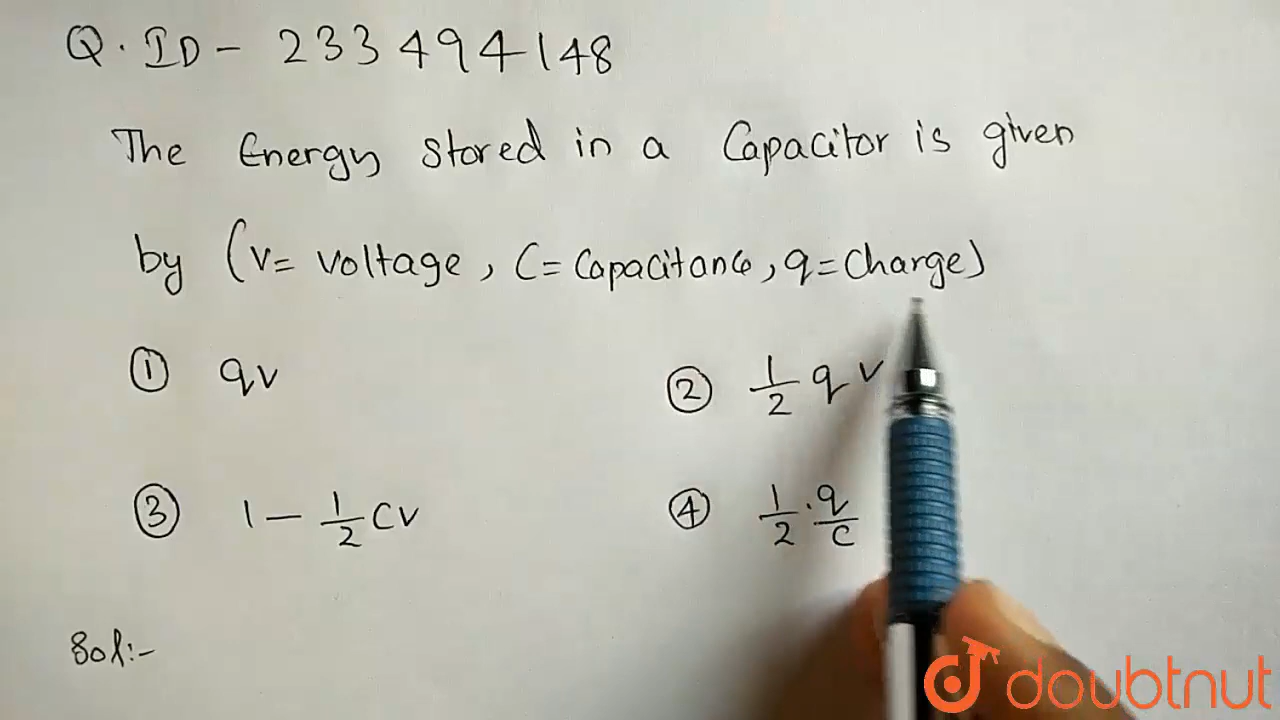 Q. ID - 233494148
The Energy stored in a Capacitor is given
by (V= voltage, C= Capacitance, q= Charge)
① qv
② 1/2 qv
③ 1 - 1/2 CV
④ 1/2 . q/C
Sol:-
doubtnut